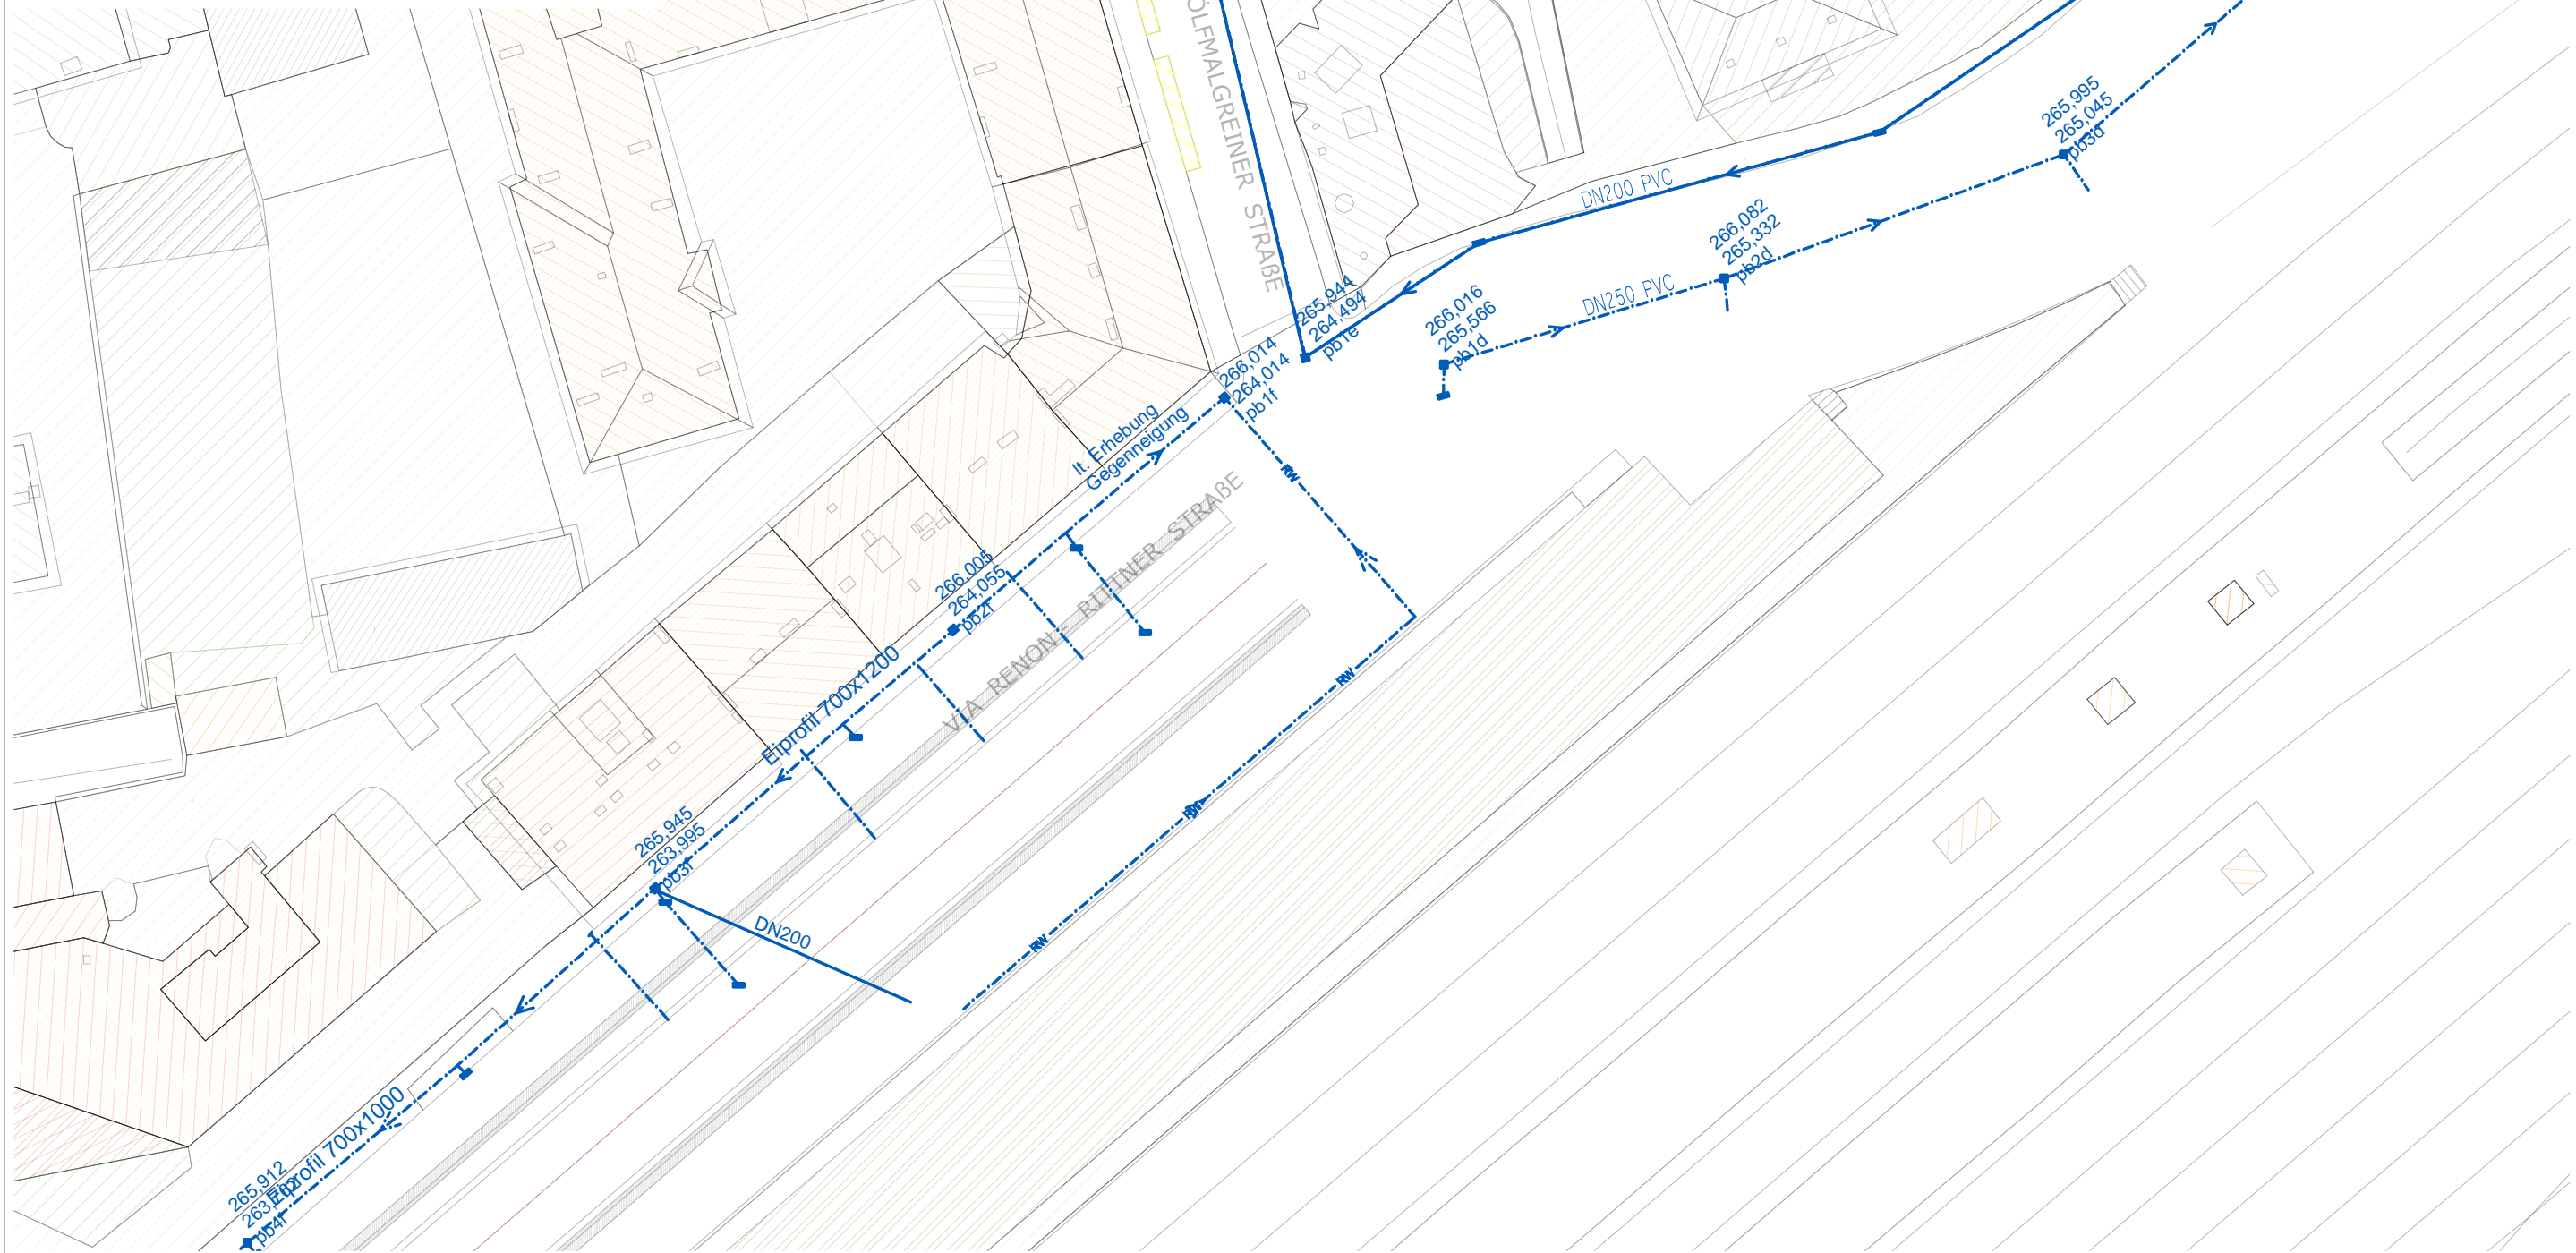 ÖLFMALGREINER STRAßE
265,995
265,045
pb3d
DN200 PVC
266,082
265,332
pb2d
DN250 PVC
265,944
264,494
pb1e
266,016
265,566
pb1d
266,014
264,014
pb1f
lt. Erhebung
Gegenneigung
RW
VIA RENON - RITTNER STRAßE
266,005
264,055
pb2f
Eiprofil 700x1200
RW
RW
265,945
263,995
pb3f
DN200
RW
Eiprofil 700x1000
265,912
pb4f